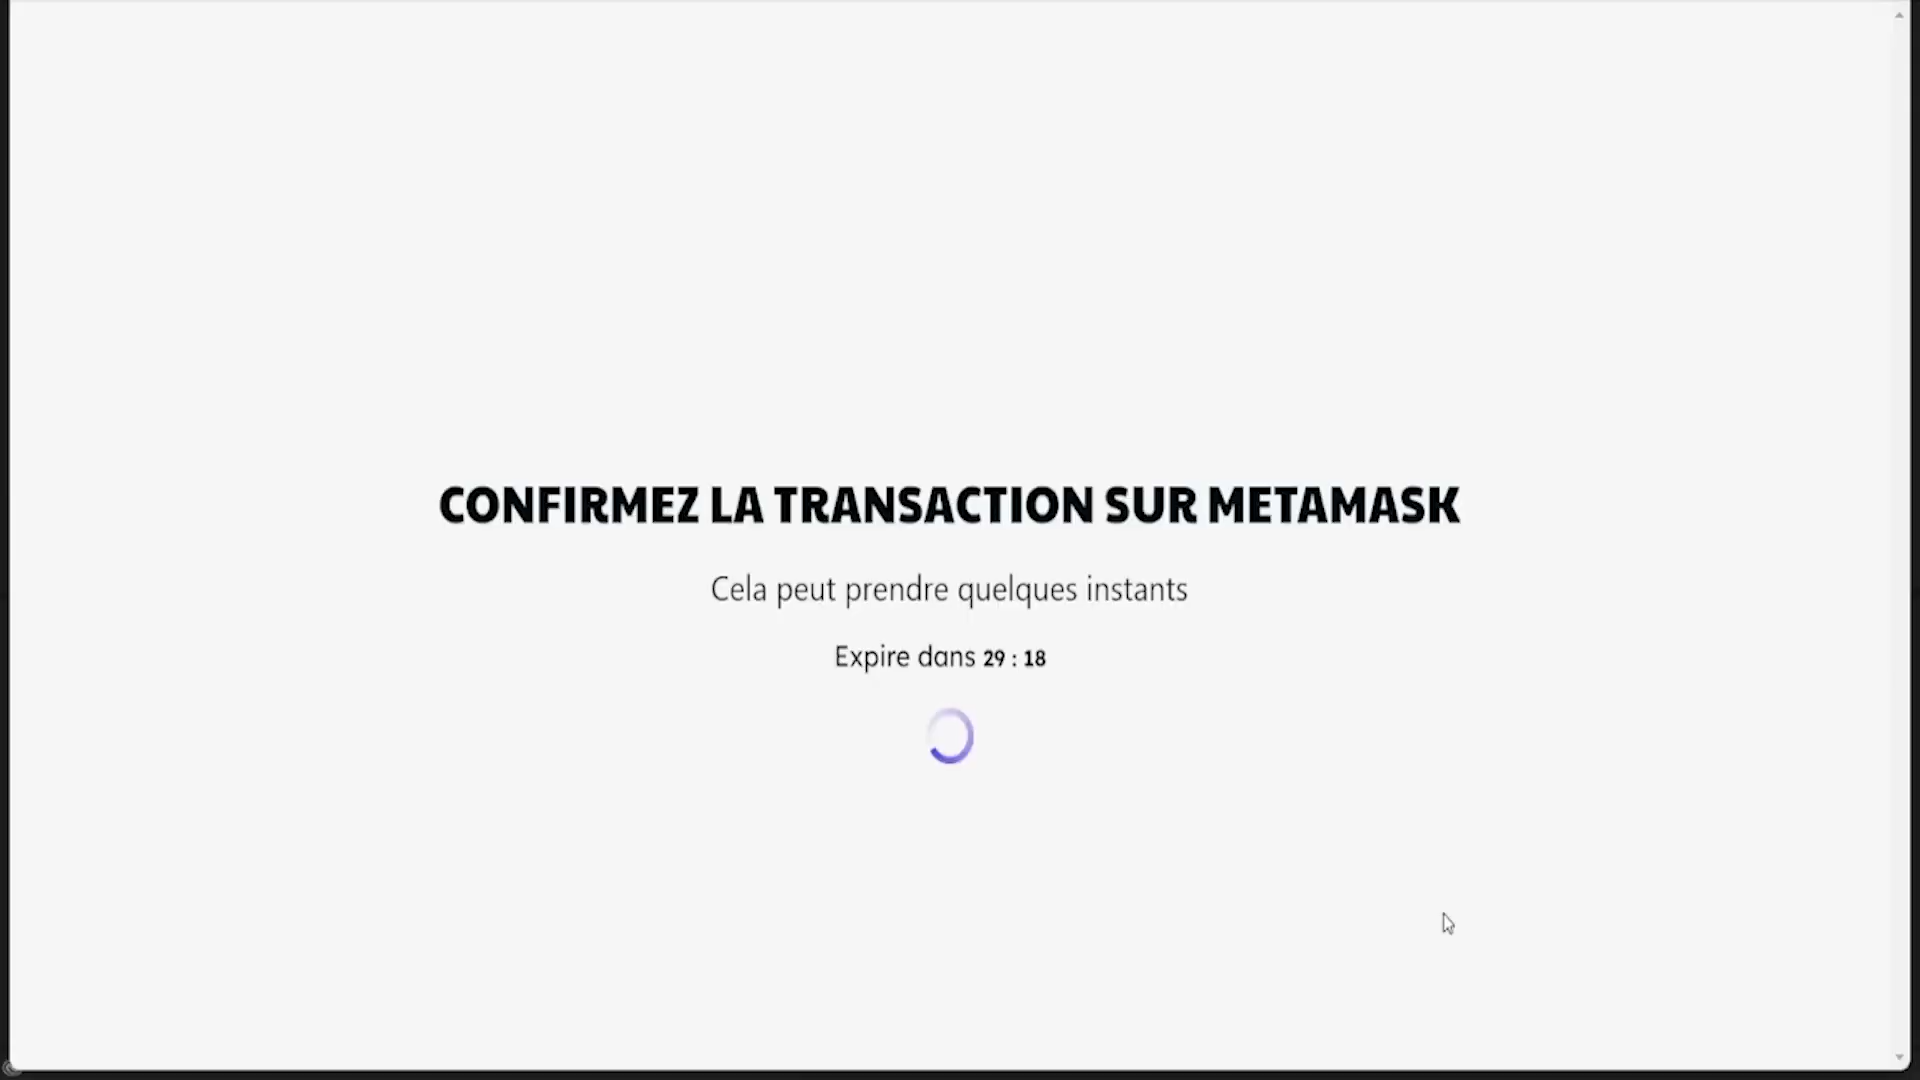 CONFIRMEZ LA TRANSACTION SUR METAMASK
Cela peut prendre quelques instants
Expire dans 29 : 18